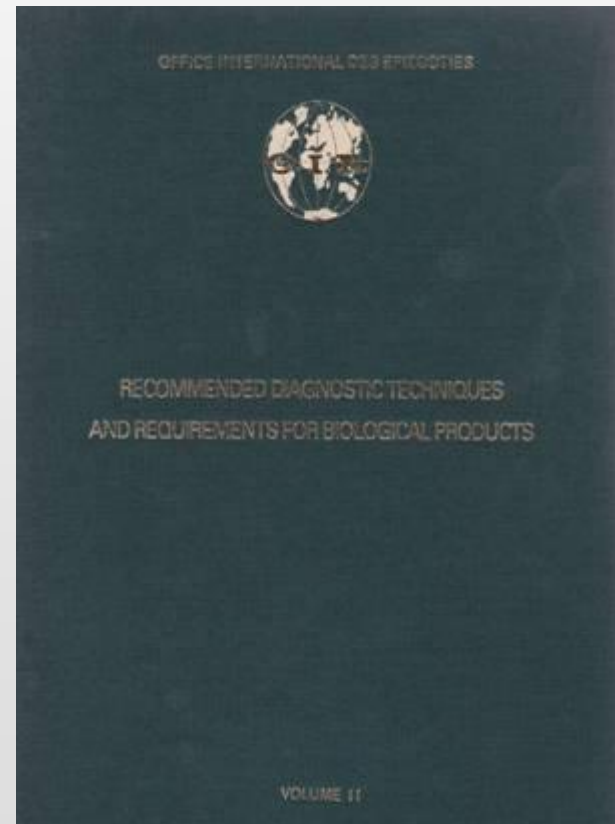 OFFICE INTERNATIONAL DES EPIZOOTIES
OIE
RECOMMENDED DIAGNOSTIC TECHNIQUES
AND REQUIREMENTS FOR BIOLOGICAL PRODUCTS
VOLUME II